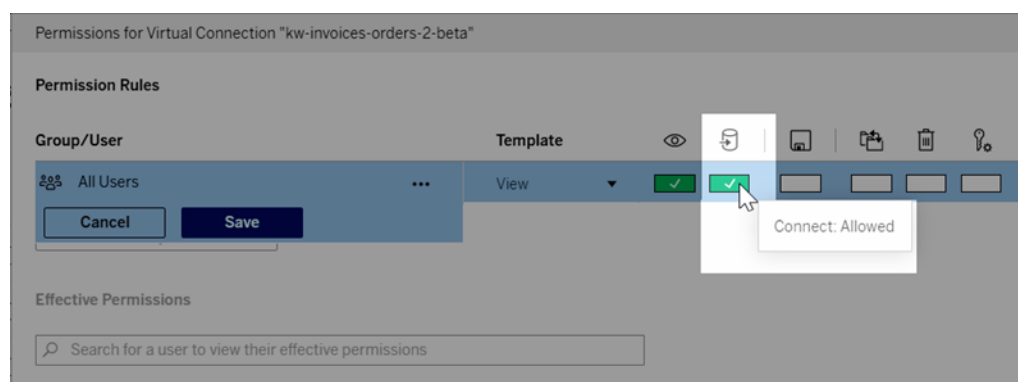 Permissions for Virtual Connection "kw-invoices-orders-2-beta"
Permission Rules
Group/User Template
All Users ••• View
Cancel Save
Connect: Allowed
Effective Permissions
Search for a user to view their effective permissions